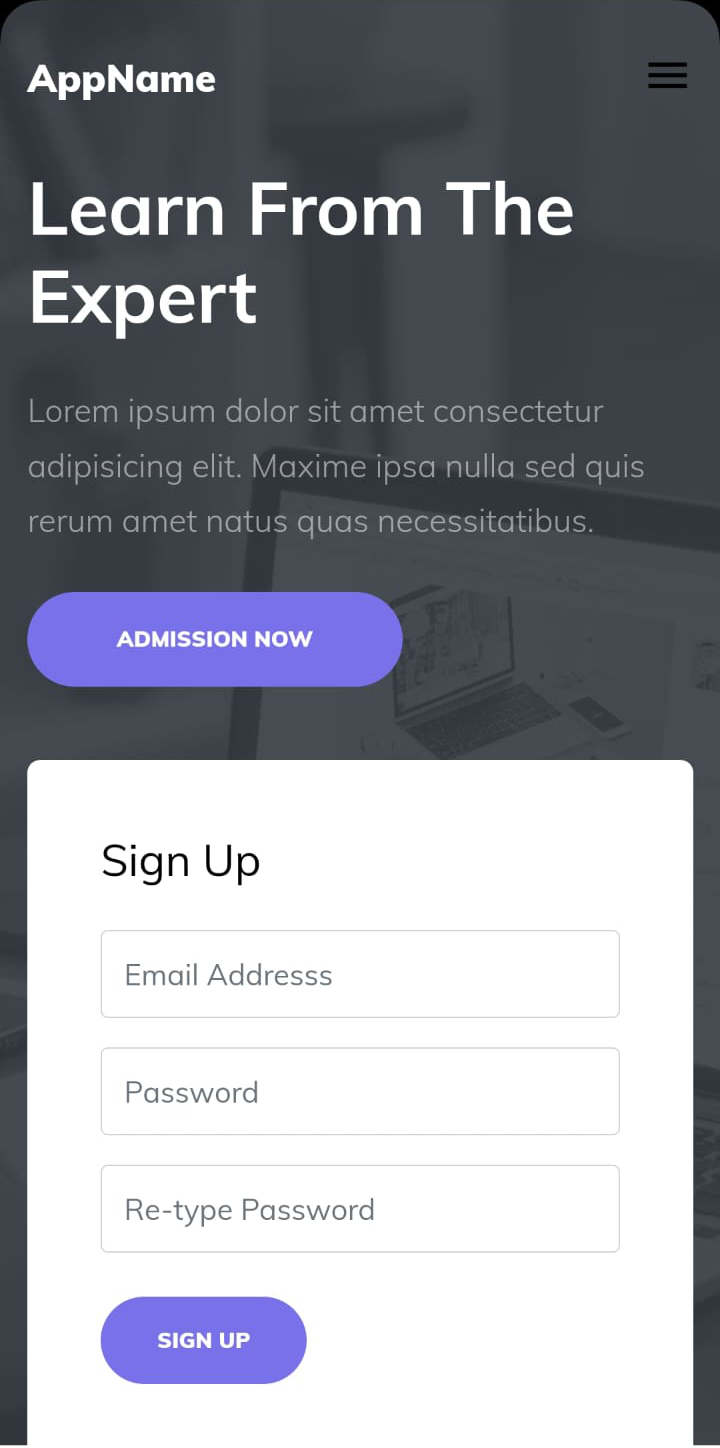 AppName
Learn From The
Expert
Lorem ipsum dolor sit amet consectetur
adipisicing elit. Maxime ipsa nulla sed quis
rerum amet natus quas necessitatibus.
ADMISSION NOW
Sign Up
Email Addresss
Password
Re-type Password
SIGN UP